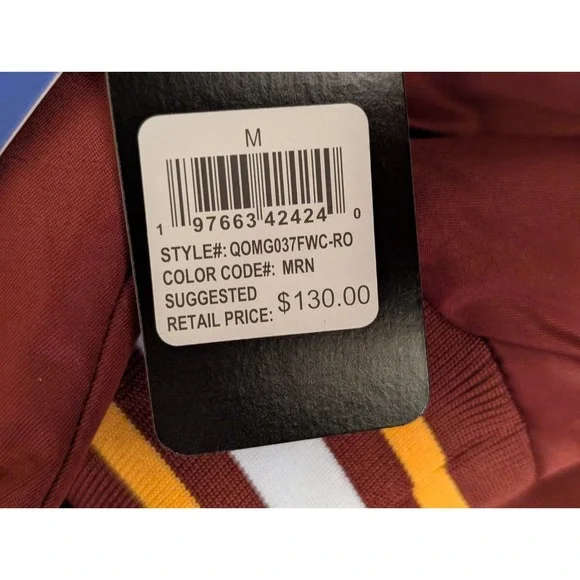 M
1 97663 42424 0
STYLE#: QOMG037FWC-RO
COLOR CODE#: MRN
SUGGESTED
RETAIL PRICE: $130.00